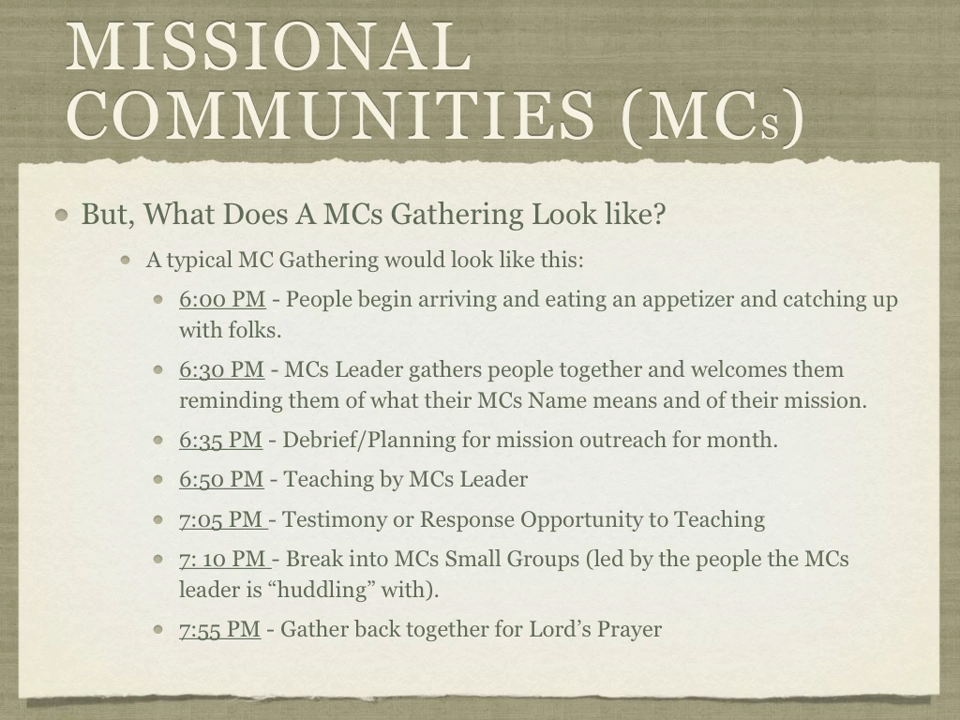 MISSIONAL
COMMUNITIES (MCs)
But, What Does A MCs Gathering Look like?
A typical MC Gathering would look like this:
6:00 PM - People begin arriving and eating an appetizer and catching up
with folks.
6:30 PM - MCs Leader gathers people together and welcomes them
reminding them of what their MCs Name means and of their mission.
6:35 PM - Debrief/Planning for mission outreach for month.
6:50 PM - Teaching by MCs Leader
7:05 PM - Testimony or Response Opportunity to Teaching
7: 10 PM - Break into MCs Small Groups (led by the people the MCs
leader is “huddling” with).
7:55 PM - Gather back together for Lord’s Prayer